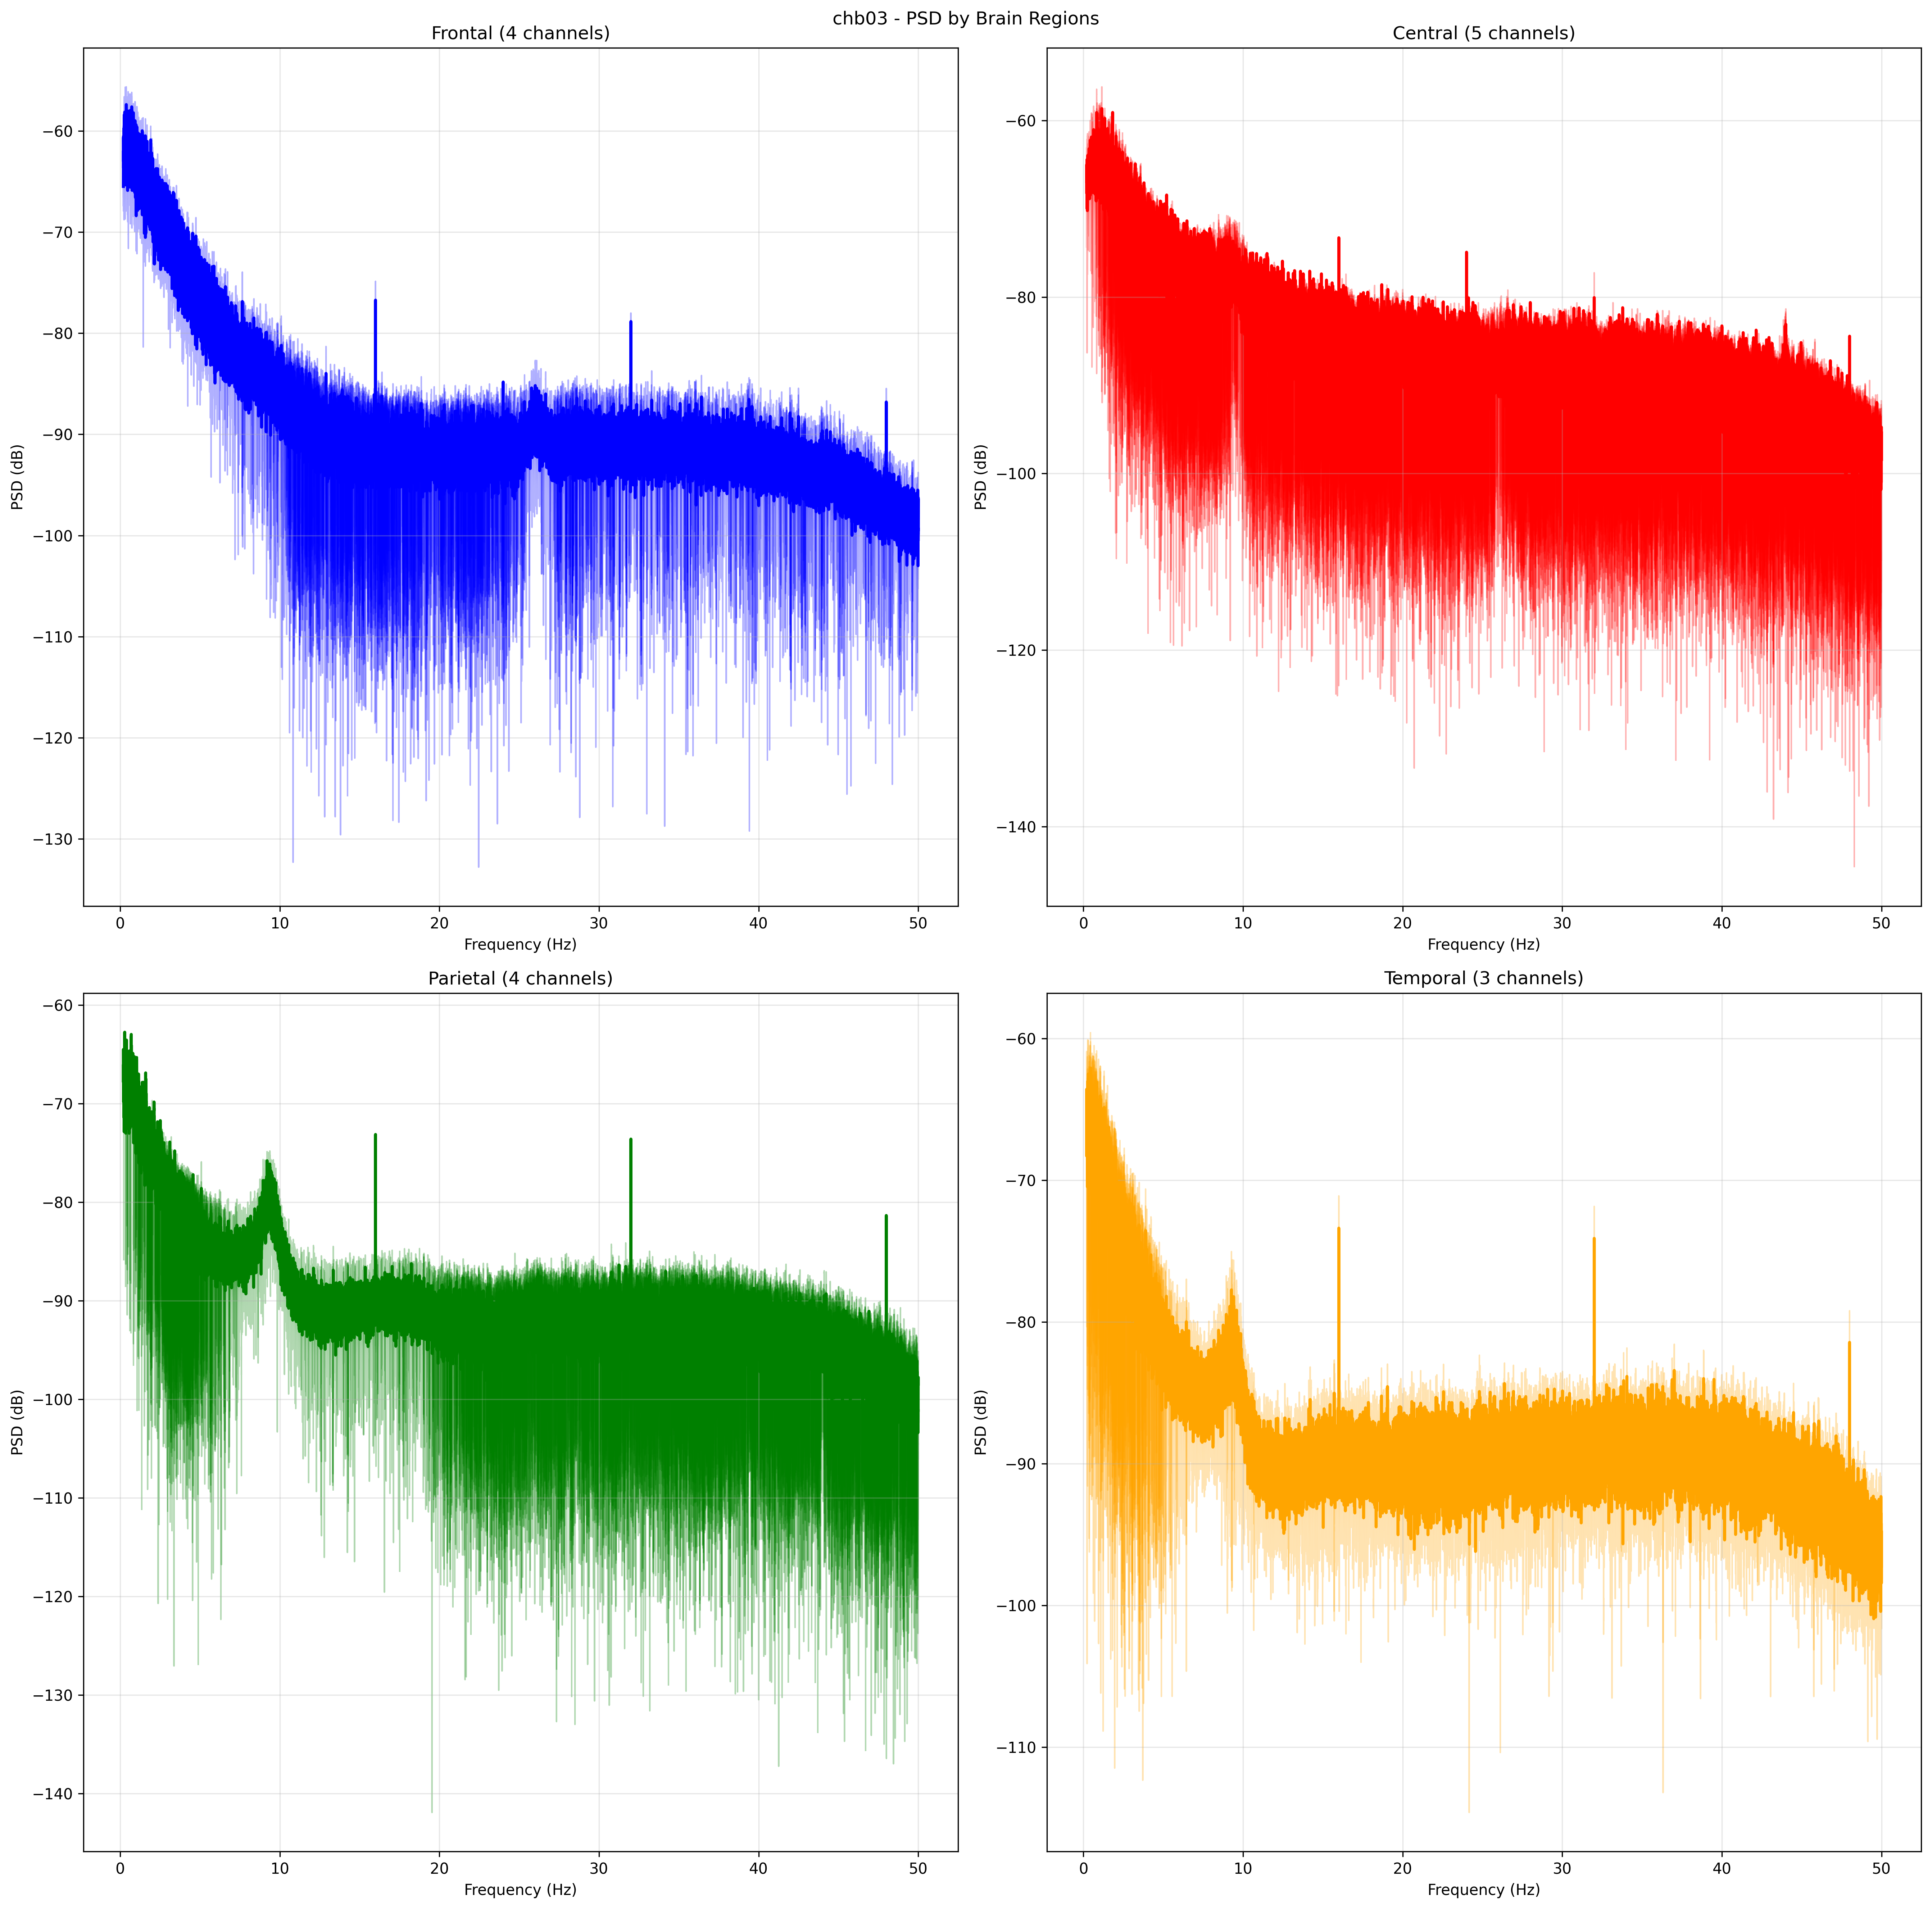 chb03 - PSD by Brain Regions
Frontal (4 channels)
−60
−70
−80
−90
−100
−110
−120
−130
PSD (dB)
0 10 20 30 40 50
Frequency (Hz)
Central (5 channels)
−60
−80
−100
−120
−140
PSD (dB)
0 10 20 30 40 50
Frequency (Hz)
Parietal (4 channels)
−60
−70
−80
−90
−100
−110
−120
−130
−140
PSD (dB)
0 10 20 30 40 50
Frequency (Hz)
Temporal (3 channels)
−60
−70
−80
−90
−100
−110
PSD (dB)
0 10 20 30 40 50
Frequency (Hz)